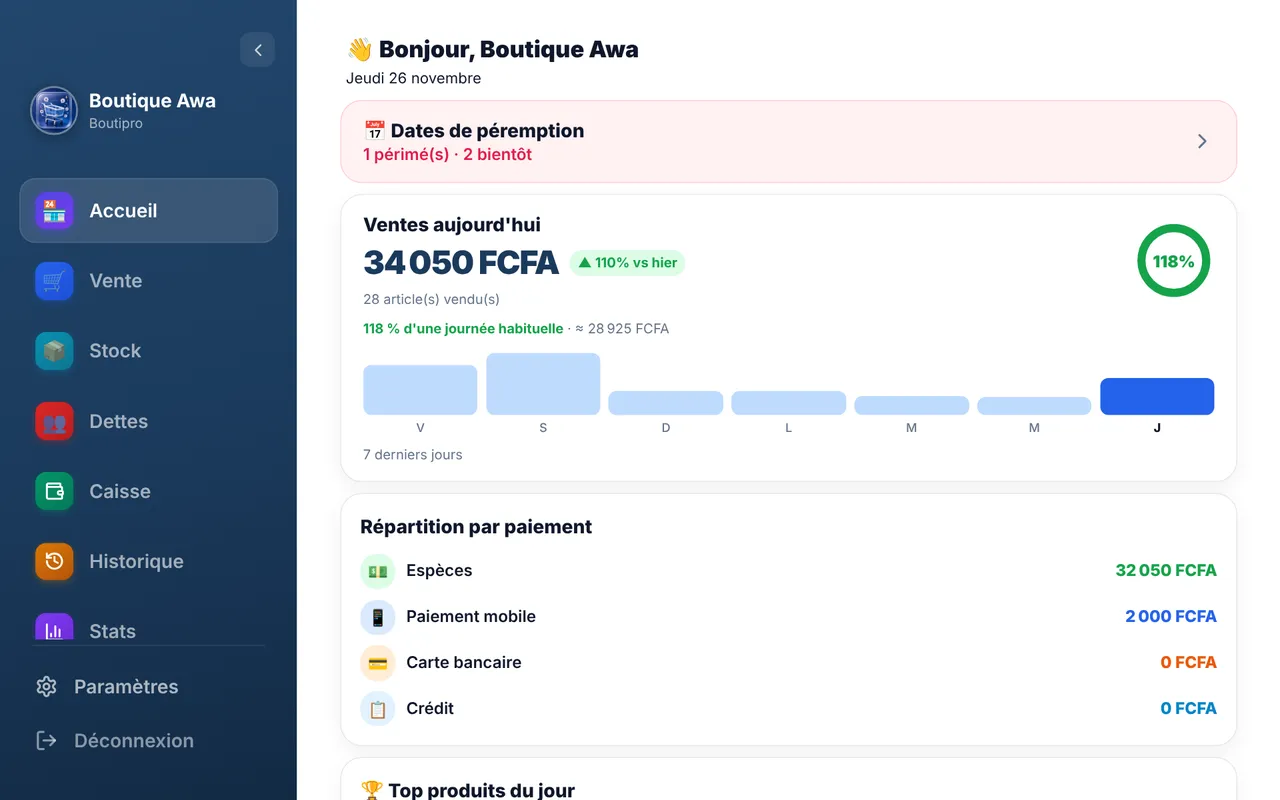 Boutique Awa
Boutipro
Accueil
Vente
Stock
Dettes
Caisse
Historique
Stats
Paramètres
Déconnexion
👋 Bonjour, Boutique Awa
Jeudi 26 novembre
📅 Dates de péremption
1 périmé(s) · 2 bientôt
Ventes aujourd'hui
34 050 FCFA ▲ 110% vs hier
118%
28 article(s) vendu(s)
118 % d'une journée habituelle · ≈ 28 925 FCFA
V S D L M M J
7 derniers jours
Répartition par paiement
Espèces 32 050 FCFA
Paiement mobile 2 000 FCFA
Carte bancaire 0 FCFA
Crédit 0 FCFA
🏆 Top produits du jour